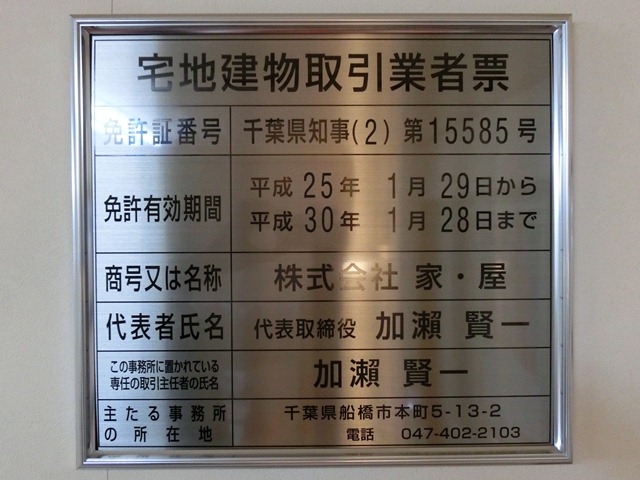 宅地建物取引業者票
免許証番号 千葉県知事(2) 第15585号
免許有効期間 平成25年 1月29日から
平成30年 1月28日まで
商号又は名称 株式会社 家・屋
代表者氏名 代表取締役 加瀬 賢一
この事務所に置かれている
専任の取引主任者の氏名 加瀬 賢一
主たる事務所 千葉県船橋市本町5-13-2
の所在地 電話 047-402-2103